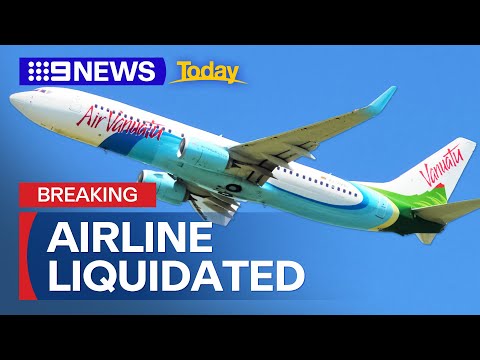 9NEWS Today
Air Vanuatu
Vanuatu
BREAKING
AIRLINE
LIQUIDATED